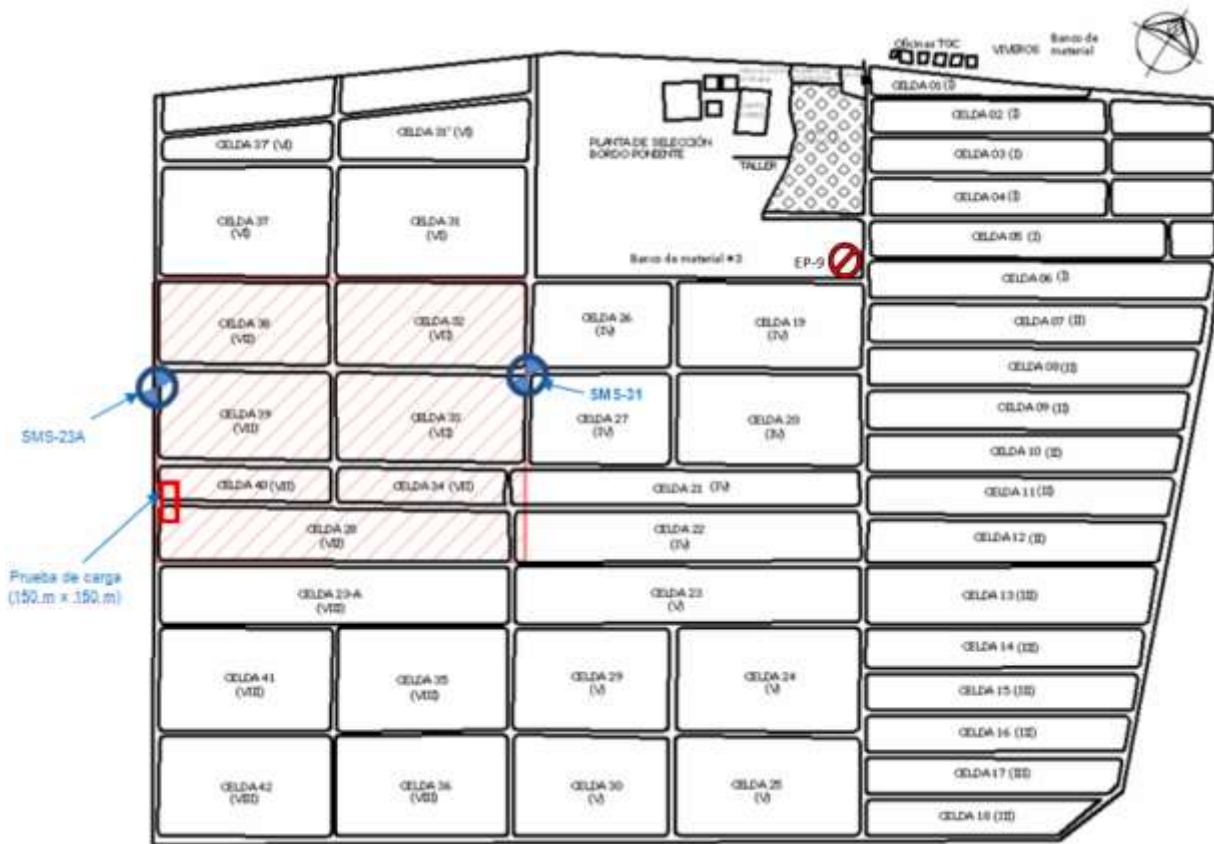 Oficinas TOC
VIVEROS
Banco de
material
PLANTA DE SELECCIÓN
BORDO PONIENTE
TALLER
Banco de material #3
EP-9
CELDA 37' (VI)
CELDA 31' (VI)
CELDA 37
(VI)
CELDA 31
(VI)
CELDA 38
(VII)
CELDA 32
(VII)
CELDA 26
(IV)
CELDA 19
(IV)
SMS-23A
SMS-31
CELDA 39
(VII)
CELDA 33
(VII)
CELDA 27
(IV)
CELDA 20
(IV)
CELDA 40 (VII)
CELDA 34 (VII)
CELDA 21 (IV)
CELDA 28
(VII)
CELDA 22
(IV)
Prueba de carga
(150.m x 150.m)
CELDA 23-A
(VIII)
CELDA 23
(V)
CELDA 41
(VIII)
CELDA 35
(VIII)
CELDA 29
(V)
CELDA 24
(V)
CELDA 42
(VIII)
CELDA 36
(VIII)
CELDA 30
(V)
CELDA 25
(V)
CELDA 01 (I)
CELDA 02 (I)
CELDA 03 (I)
CELDA 04 (I)
CELDA 05 (I)
CELDA 06 (I)
CELDA 07 (II)
CELDA 08 (II)
CELDA 09 (II)
CELDA 10 (II)
CELDA 11 (II)
CELDA 12 (II)
CELDA 13 (III)
CELDA 14 (III)
CELDA 15 (III)
CELDA 16 (III)
CELDA 17 (III)
CELDA 18 (III)